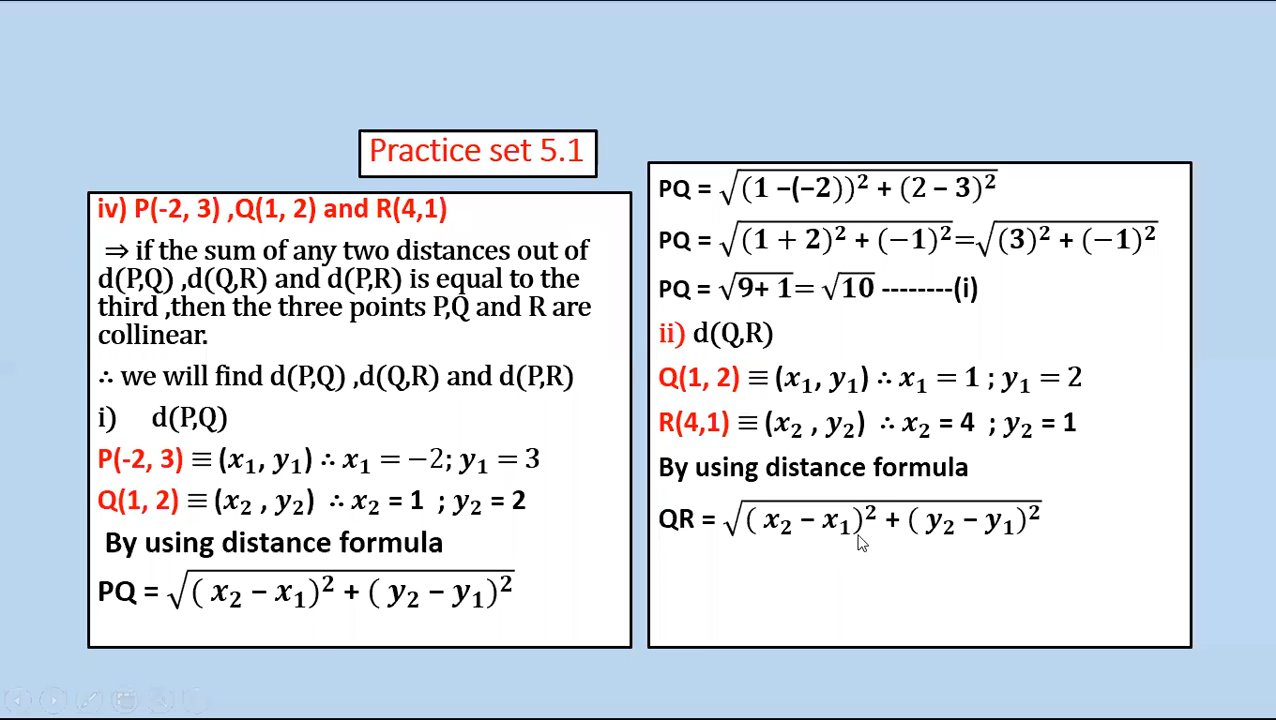 Practice set 5.1
iv) P(-2, 3) ,Q(1, 2) and R(4,1)
⇒ if the sum of any two distances out of
d(P,Q) ,d(Q,R) and d(P,R) is equal to the
third ,then the three points P,Q and R are
collinear.
∴ we will find d(P,Q) ,d(Q,R) and d(P,R)
i) d(P,Q)
P(-2, 3) ≡ (x₁, y₁) ∴ x₁ = −2; y₁ = 3
Q(1, 2) ≡ (x₂ , y₂) ∴ x₂ = 1 ; y₂ = 2
By using distance formula
PQ = √(( x₂ − x₁)² + ( y₂ − y₁)²)
PQ = √((1 −(−2))² + (2 − 3)²)
PQ = √((1 + 2)² + (−1)²)=√((3)² + (−1)²)
PQ = √(9+ 1)= √10 --------(i)
ii) d(Q,R)
Q(1, 2) ≡ (x₁, y₁) ∴ x₁ = 1 ; y₁ = 2
R(4,1) ≡ (x₂ , y₂) ∴ x₂ = 4 ; y₂ = 1
By using distance formula
QR = √(( x₂ − x₁)² + ( y₂ − y₁)²)